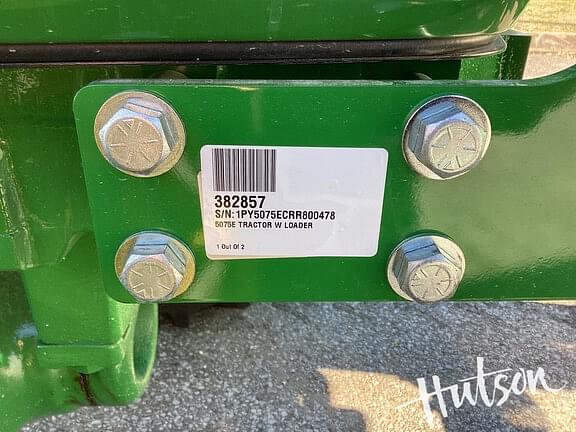 382857
S/N: 1PY5075ECRR800478
5075E TRACTOR W LOADER
1 Out Of 2
Hutson